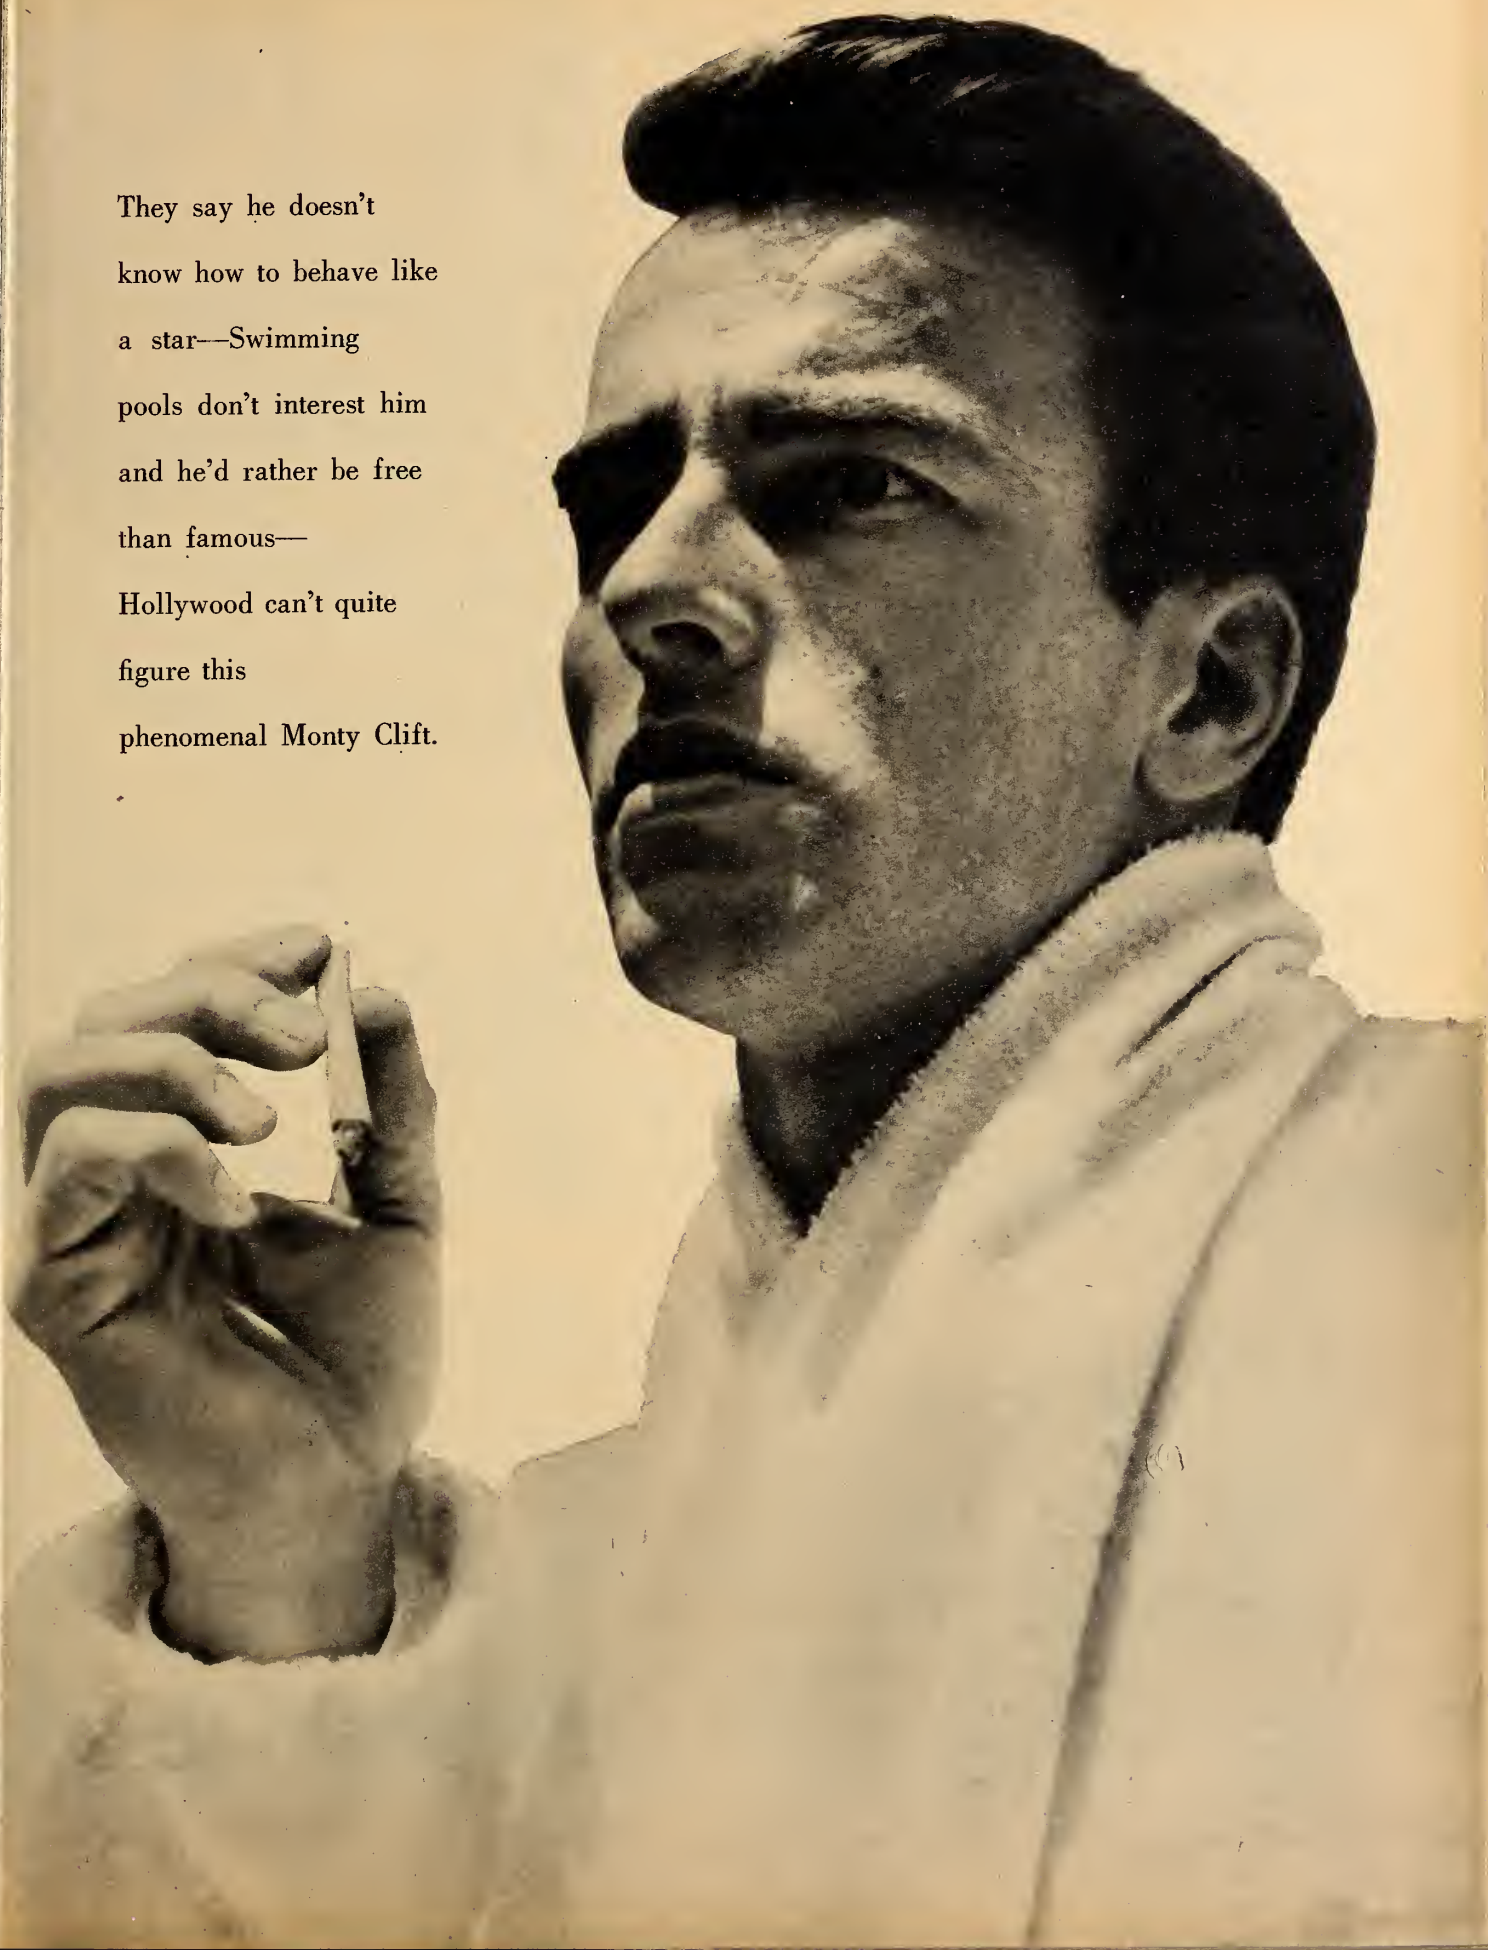 They say he doesn't
know how to behave like
a star—Swimming
pools don't interest him
and he'd rather be free
than famous—
Hollywood can't quite
figure this
phenomenal Monty Clift.